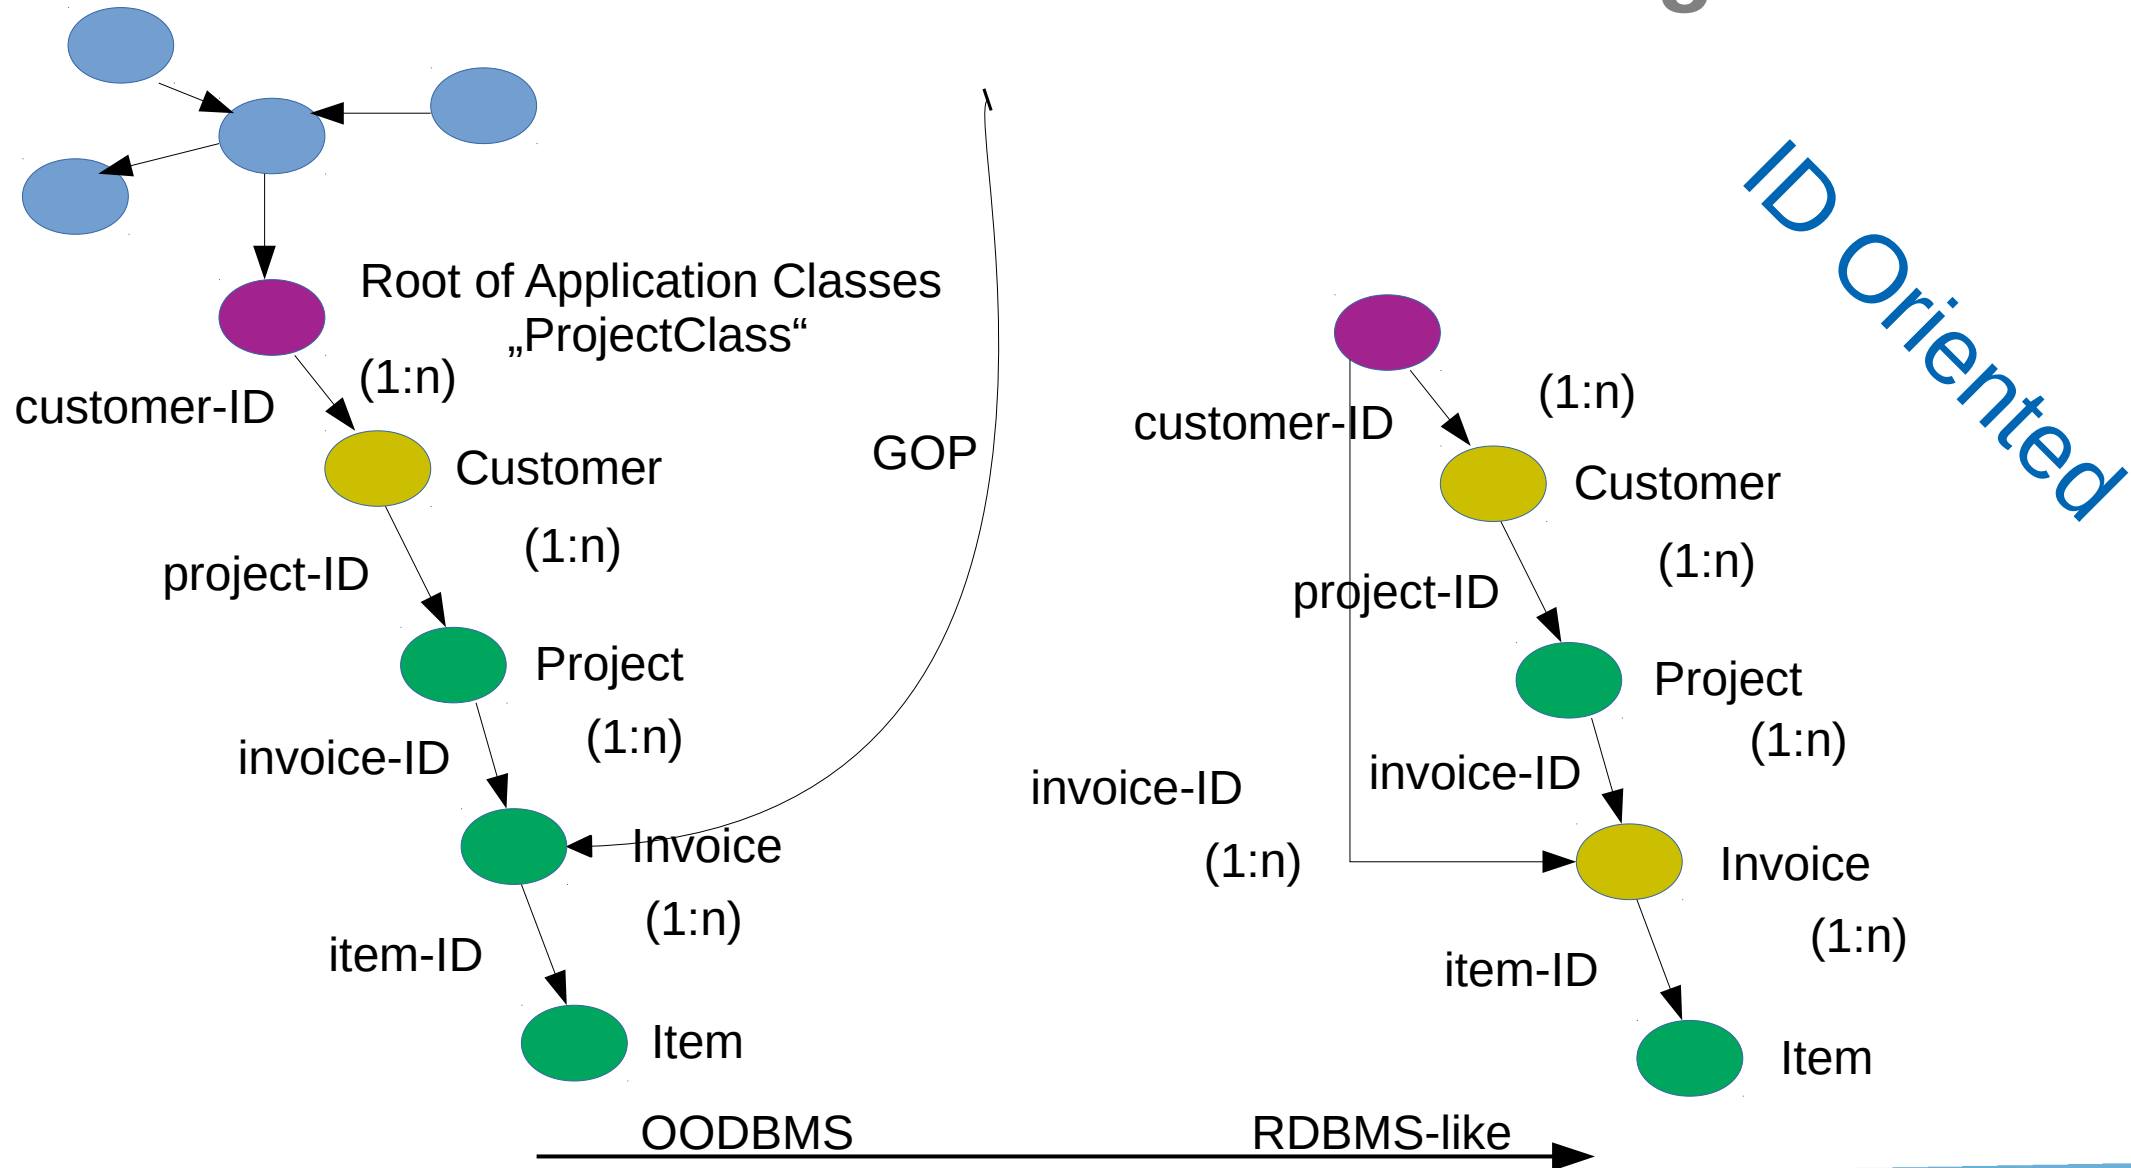 g
Root of Application Classes
„ProjectClass“
(1:n)
customer-ID
Customer
(1:n)
project-ID
Project
(1:n)
invoice-ID
Invoice
(1:n)
item-ID
Item
GOP
OODBMS
ID Oriented
(1:n)
customer-ID
Customer
(1:n)
project-ID
Project
(1:n)
invoice-ID
invoice-ID
(1:n)
Invoice
(1:n)
item-ID
Item
RDBMS-like